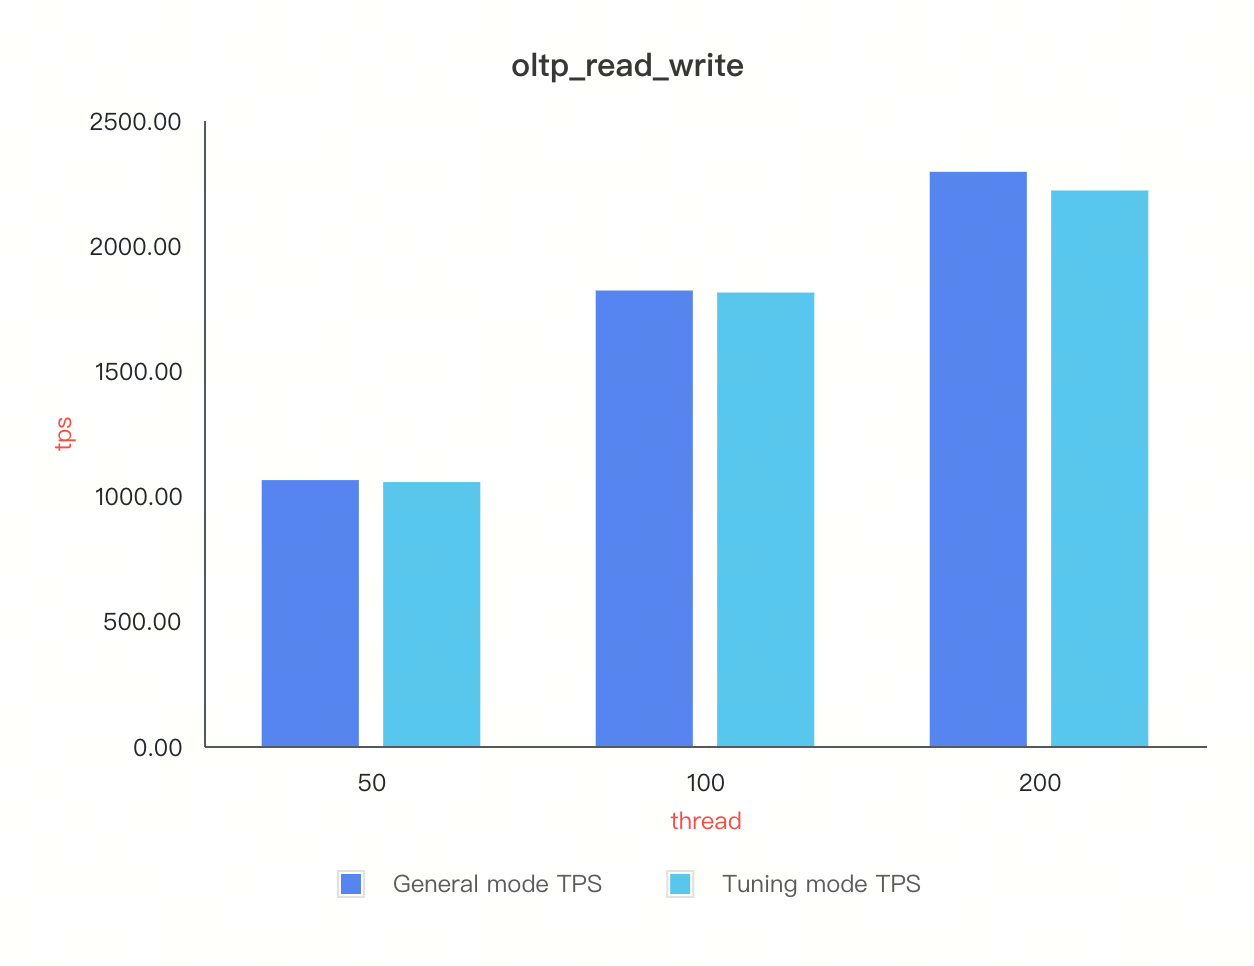 oltp_read_write
2500.00
2000.00
1500.00
1000.00
500.00
0.00
tps
50 100 200
thread
General mode TPS Tuning mode TPS